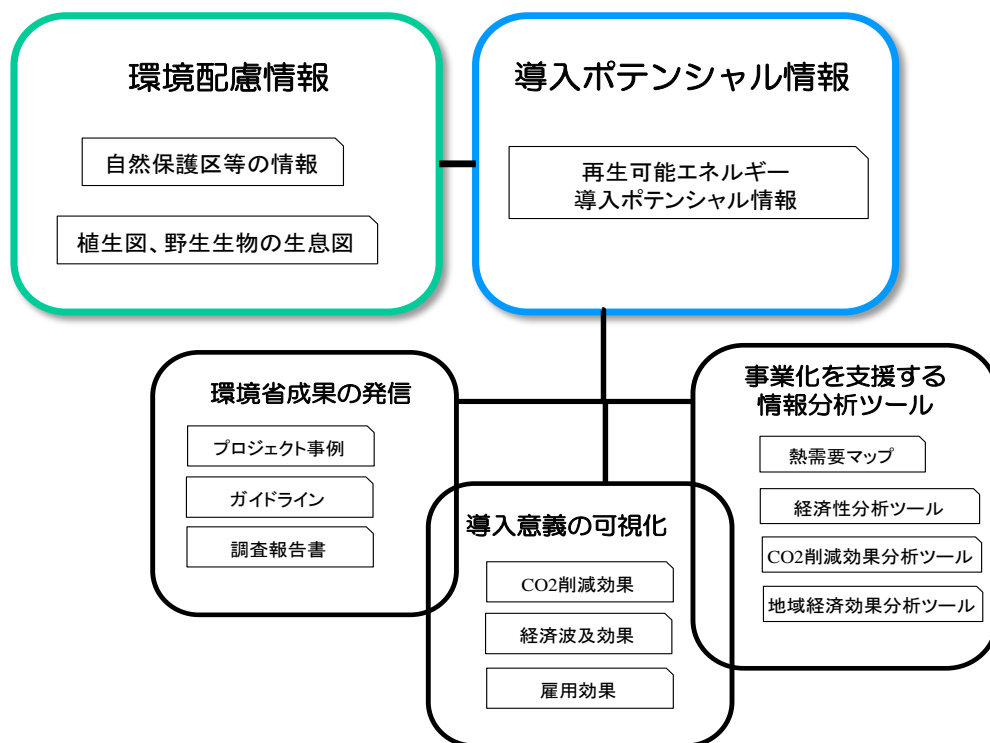 環境配慮情報
自然保護区等の情報
植生図、野生生物の生息図
導入ポテンシャル情報
再生可能エネルギー
導入ポテンシャル情報
環境省成果の発信
プロジェクト事例
ガイドライン
調査報告書
導入意義の可視化
CO2削減効果
経済波及効果
雇用効果
事業化を支援する
情報分析ツール
熱需要マップ
経済性分析ツール
CO2削減効果分析ツール
地域経済効果分析ツール